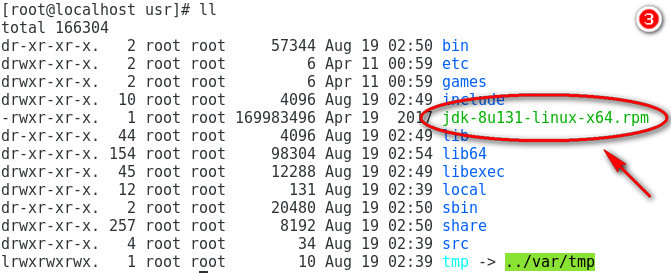 [root@localhost usr]# ll
total 166304
dr-xr-xr-x.   2 root root     57344 Aug 19 02:50 bin
drwxr-xr-x.   2 root root         6 Apr 11 00:59 etc
drwxr-xr-x.   2 root root         6 Apr 11 00:59 games
drwxr-xr-x.  10 root root      4096 Aug 19 02:49 include
-rwxr-xr-x.   1 root root 169983496 Apr 19  2017 jdk-8u131-linux-x64.rpm
dr-xr-xr-x.  44 root root      4096 Aug 19 02:49 lib
dr-xr-xr-x. 154 root root     98304 Aug 19 02:54 lib64
drwxr-xr-x.  45 root root     12288 Aug 19 02:49 libexec
drwxr-xr-x.  12 root root       131 Aug 19 02:39 local
dr-xr-xr-x.   2 root root     20480 Aug 19 02:50 sbin
drwxr-xr-x. 257 root root      8192 Aug 19 02:50 share
drwxr-xr-x.   4 root root        34 Aug 19 02:39 src
lrwxrwxrwx.   1 root root        10 Aug 19 02:39 tmp -> ../var/tmp
3